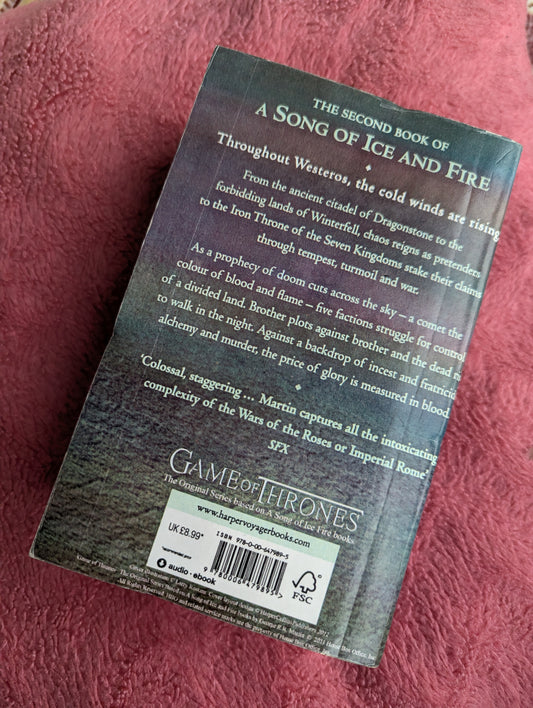 THE SECOND BOOK OF
A SONG OF ICE AND FIRE
Throughout Westeros, the cold winds are rising
From the ancient citadel of Dragonstone to the
forbidding lands of Winterfell, chaos reigns as pretenders
to the Iron Throne of the Seven Kingdoms stake their claims
through tempest, turmoil and war.
As a prophecy of doom cuts across the sky – a comet the
colour of blood and flame – five factions struggle for control
of a divided land. Brother plots against brother and the dead
to walk in the night. Against a backdrop of incest and
alchemy and murder, the price of glory is measured in blood
'Colossal, staggering ... Martin captures all the intoxicating
complexity of the Wars of the Roses or Imperial Rome'
SFX
GAME OF THRONES
The Original Series based on A Song of Ice Fire books
www.harpervoyagerbooks.com
ISBN 978-0-00-647989-5
UK £8.99*
9 780006 479895 >
audio • ebook
FSC